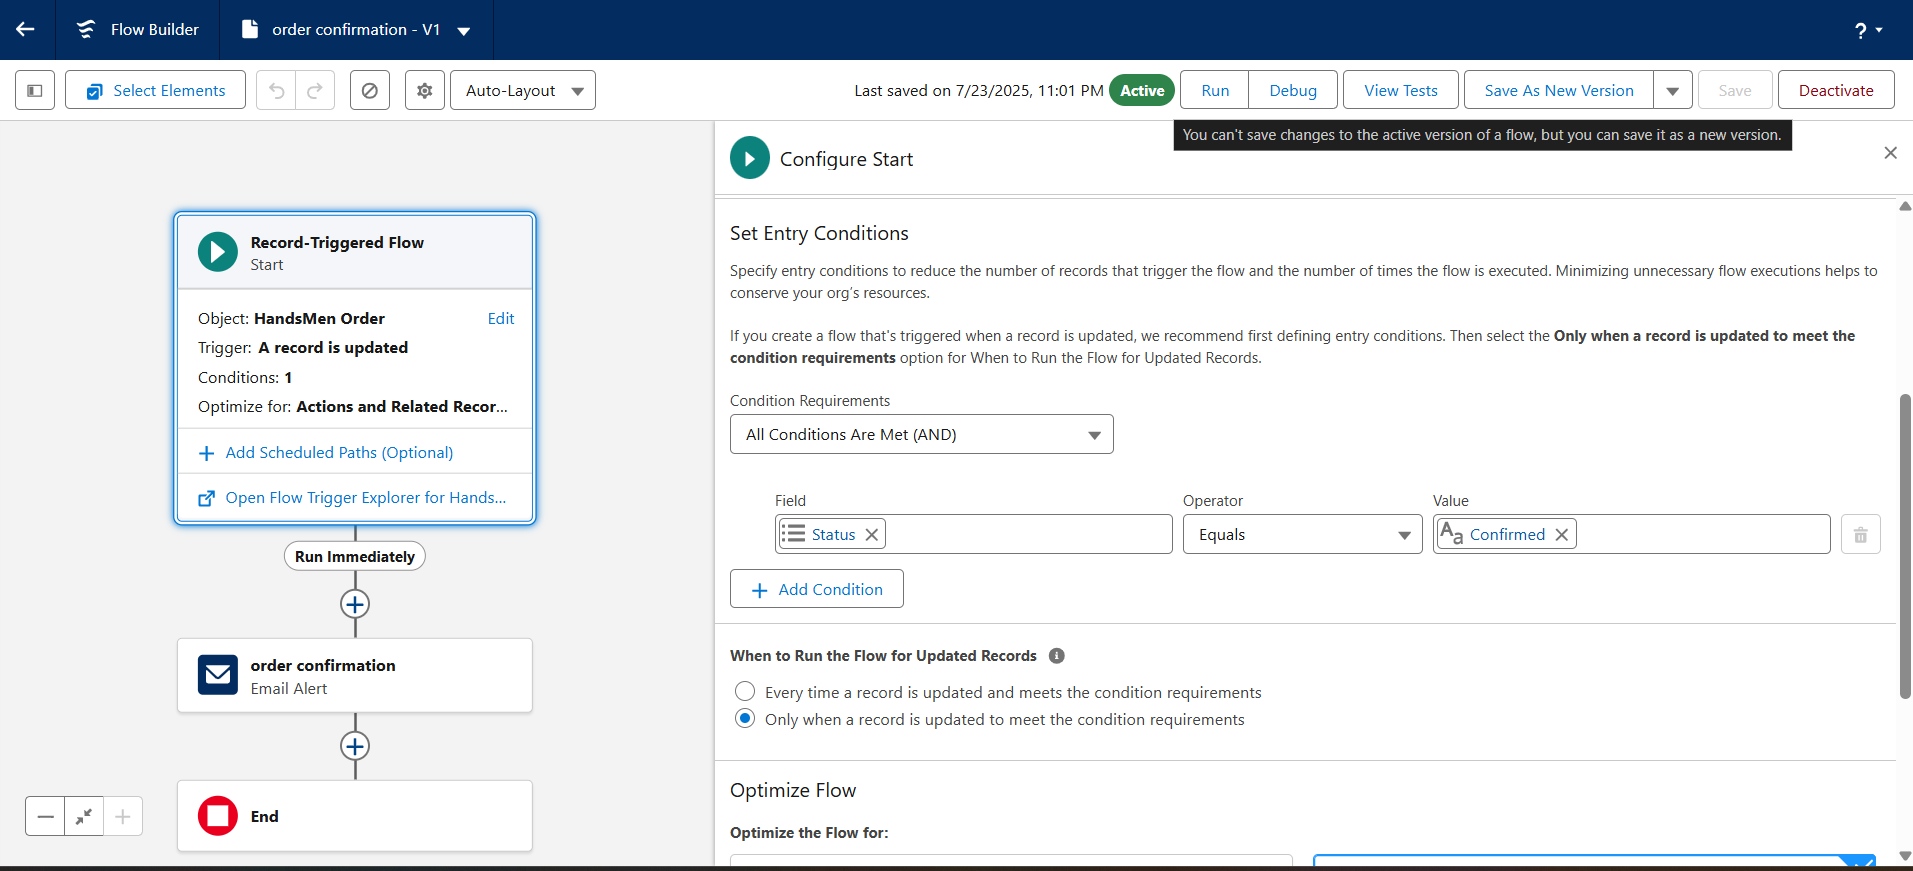 Flow Builder
order confirmation - V1
?
Select Elements
Auto-Layout
Last saved on 7/23/2025, 11:01 PM
Active
Run
Debug
View Tests
Save As New Version
Save
Deactivate
You can't save changes to the active version of a flow, but you can save it as a new version.
Record-Triggered Flow
Start
Object: HandsMen Order
Edit
Trigger: A record is updated
Conditions: 1
Optimize for: Actions and Related Recor...
Add Scheduled Paths (Optional)
Open Flow Trigger Explorer for Hands...
Run Immediately
order confirmation
Email Alert
End
Configure Start
Set Entry Conditions
Specify entry conditions to reduce the number of records that trigger the flow and the number of times the flow is executed. Minimizing unnecessary flow executions helps to
conserve your org's resources.
If you create a flow that's triggered when a record is updated, we recommend first defining entry conditions. Then select the Only when a record is updated to meet the
condition requirements option for When to Run the Flow for Updated Records.
Condition Requirements
All Conditions Are Met (AND)
Field
Operator
Value
Status
Equals
Aa Confirmed
Add Condition
When to Run the Flow for Updated Records
Every time a record is updated and meets the condition requirements
Only when a record is updated to meet the condition requirements
Optimize Flow
Optimize the Flow for: